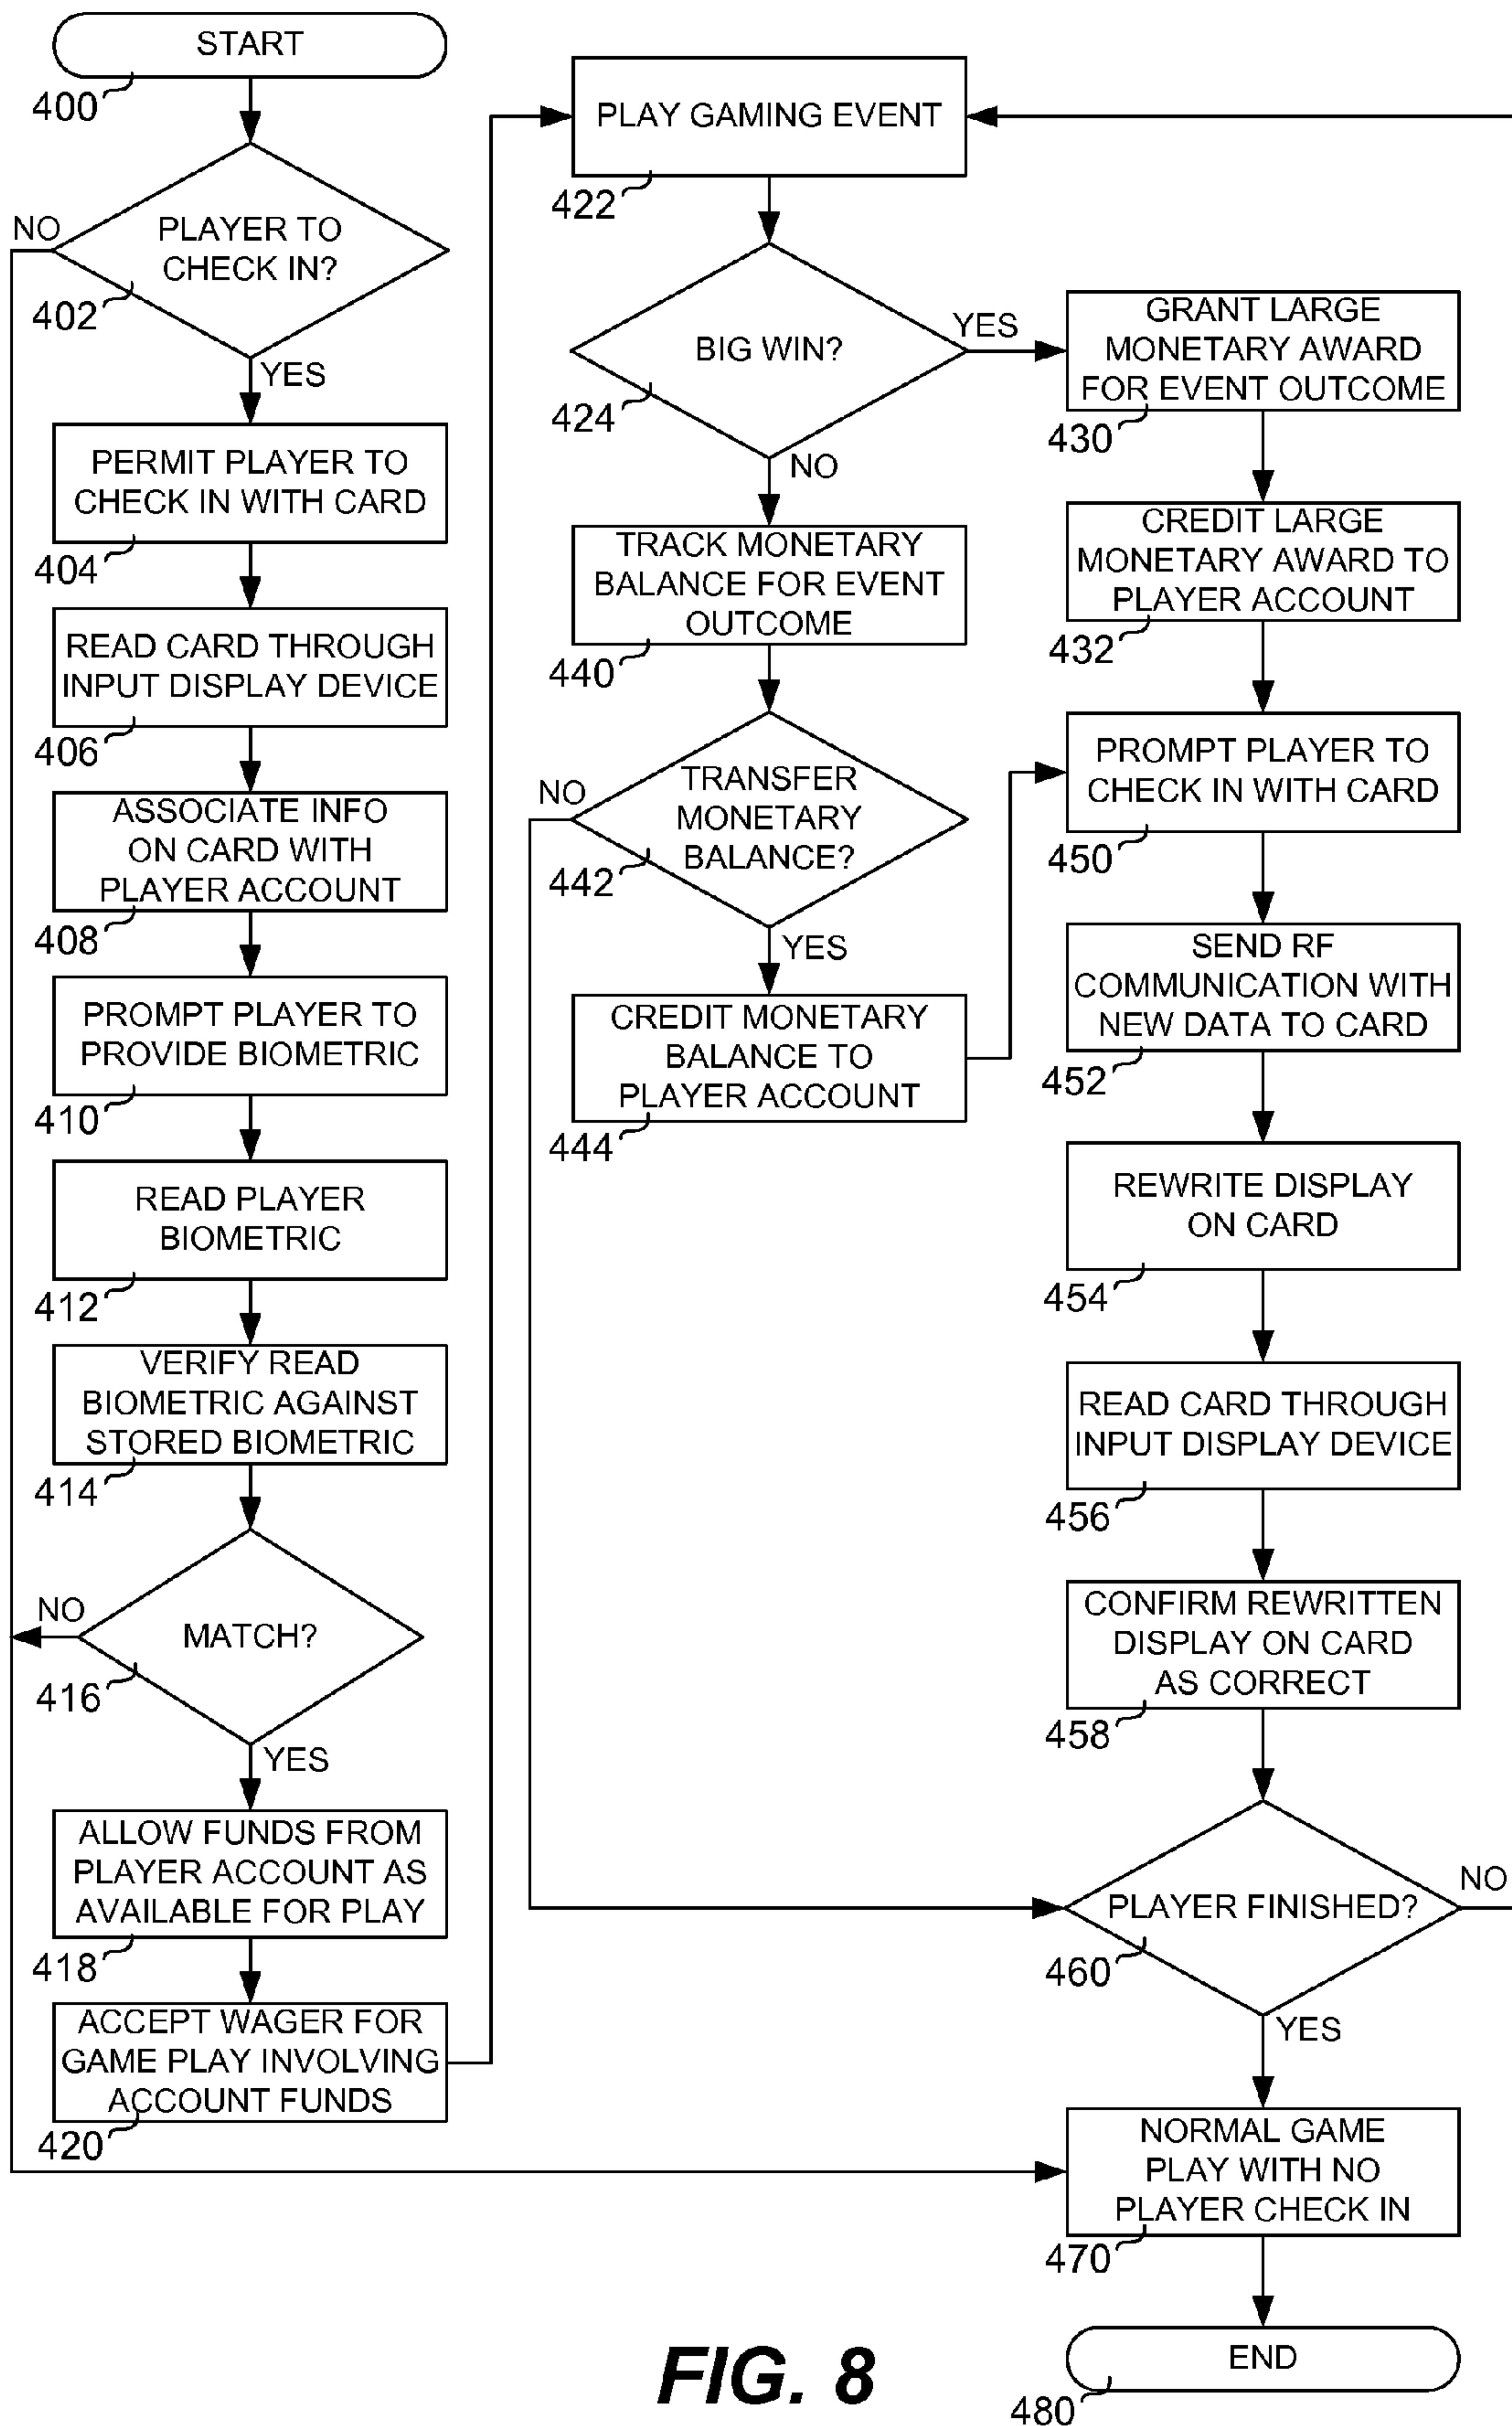 START
400
NO
PLAYER TO
CHECK IN?
402
YES
PERMIT PLAYER TO
CHECK IN WITH CARD
404
READ CARD THROUGH
INPUT DISPLAY DEVICE
406
ASSOCIATE INFO
ON CARD WITH
PLAYER ACCOUNT
408
PROMPT PLAYER TO
PROVIDE BIOMETRIC
410
READ PLAYER
BIOMETRIC
412
VERIFY READ
BIOMETRIC AGAINST
STORED BIOMETRIC
414
NO
MATCH?
416
YES
ALLOW FUNDS FROM
PLAYER ACCOUNT AS
AVAILABLE FOR PLAY
418
ACCEPT WAGER FOR
GAME PLAY INVOLVING
ACCOUNT FUNDS
420
PLAY GAMING EVENT
422
BIG WIN?
YES
424
NO
TRACK MONETARY
BALANCE FOR EVENT
OUTCOME
440
NO
TRANSFER
MONETARY
BALANCE?
442
YES
CREDIT MONETARY
BALANCE TO
PLAYER ACCOUNT
444
GRANT LARGE
MONETARY AWARD
FOR EVENT OUTCOME
430
CREDIT LARGE
MONETARY AWARD TO
PLAYER ACCOUNT
432
PROMPT PLAYER TO
CHECK IN WITH CARD
450
SEND RF
COMMUNICATION WITH
NEW DATA TO CARD
452
REWRITE DISPLAY
ON CARD
454
READ CARD THROUGH
INPUT DISPLAY DEVICE
456
CONFIRM REWRITTEN
DISPLAY ON CARD
AS CORRECT
458
PLAYER FINISHED?
NO
460
YES
NORMAL GAME
PLAY WITH NO
PLAYER CHECK IN
470
END
480
FIG. 8